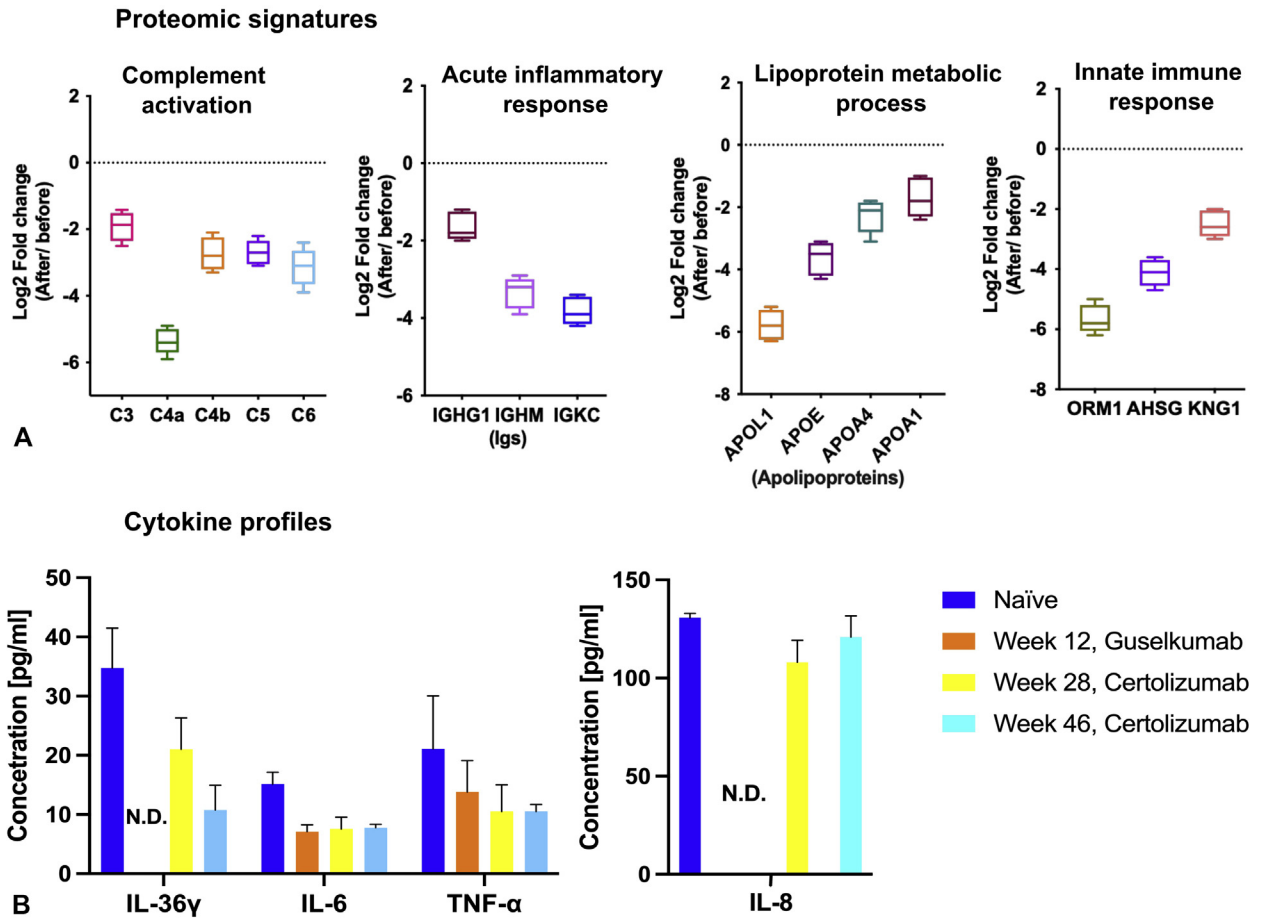 Proteomic signatures
Complement
activation
Log2 Fold change
(After/ before)
2
0
-2
-4
-6
C3 C4a C4b C5 C6
Acute inflammatory
response
Log2 Fold change
(After/ before)
2
0
-2
-4
-6
IGHG1 IGHM IGKC
(Igs)
Lipoprotein metabolic
process
Log2 Fold change
(After/ before)
2
0
-2
-4
-6
-8
APOL1 APOE APOA4 APOA1
(Apolipoproteins)
Innate immune
response
Log2 Fold change
(After/ before)
2
0
-2
-4
-6
-8
ORM1 AHSG KNG1
A
Cytokine profiles
Concetration [pg/ml]
50
40
30
20
10
0
N.D.
IL-36γ IL-6 TNF-α
Concentration [pg/ml]
150
100
50
0
N.D.
IL-8
Naïve
Week 12, Guselkumab
Week 28, Certolizumab
Week 46, Certolizumab
B